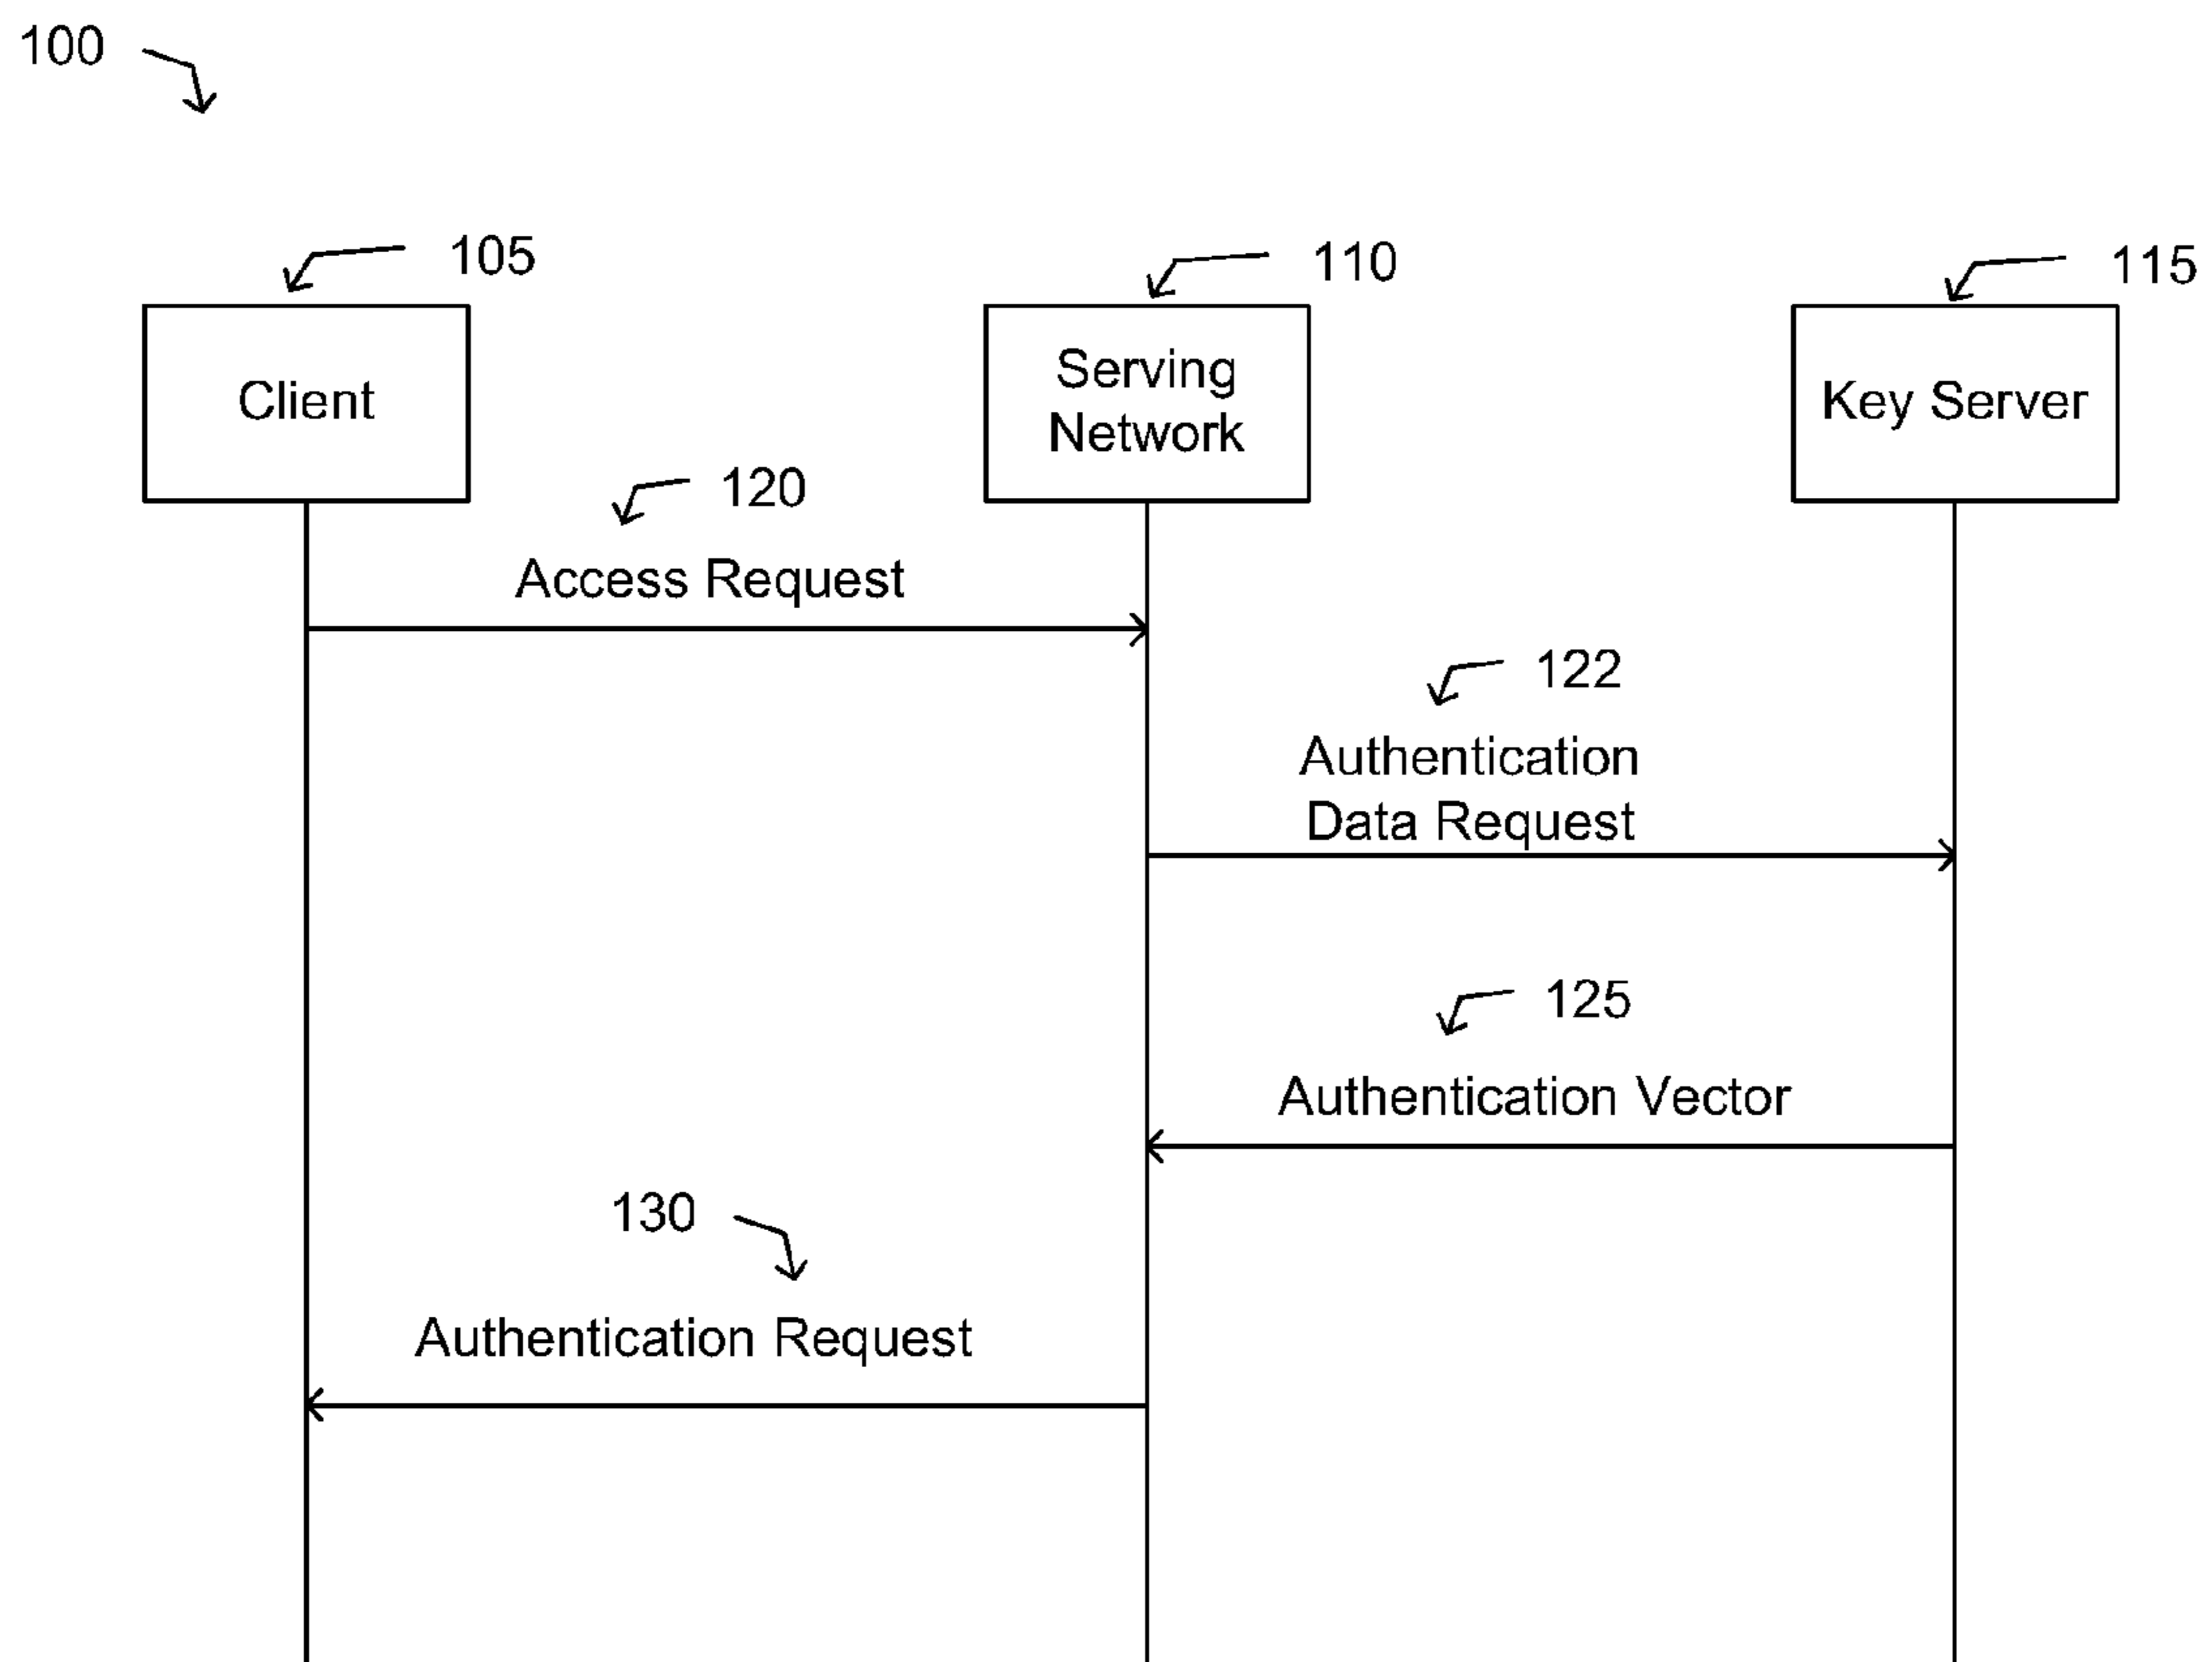 100
105
110
115
Client
Serving
Network
Key Server
120
Access Request
122
Authentication
Data Request
125
Authentication Vector
130
Authentication Request